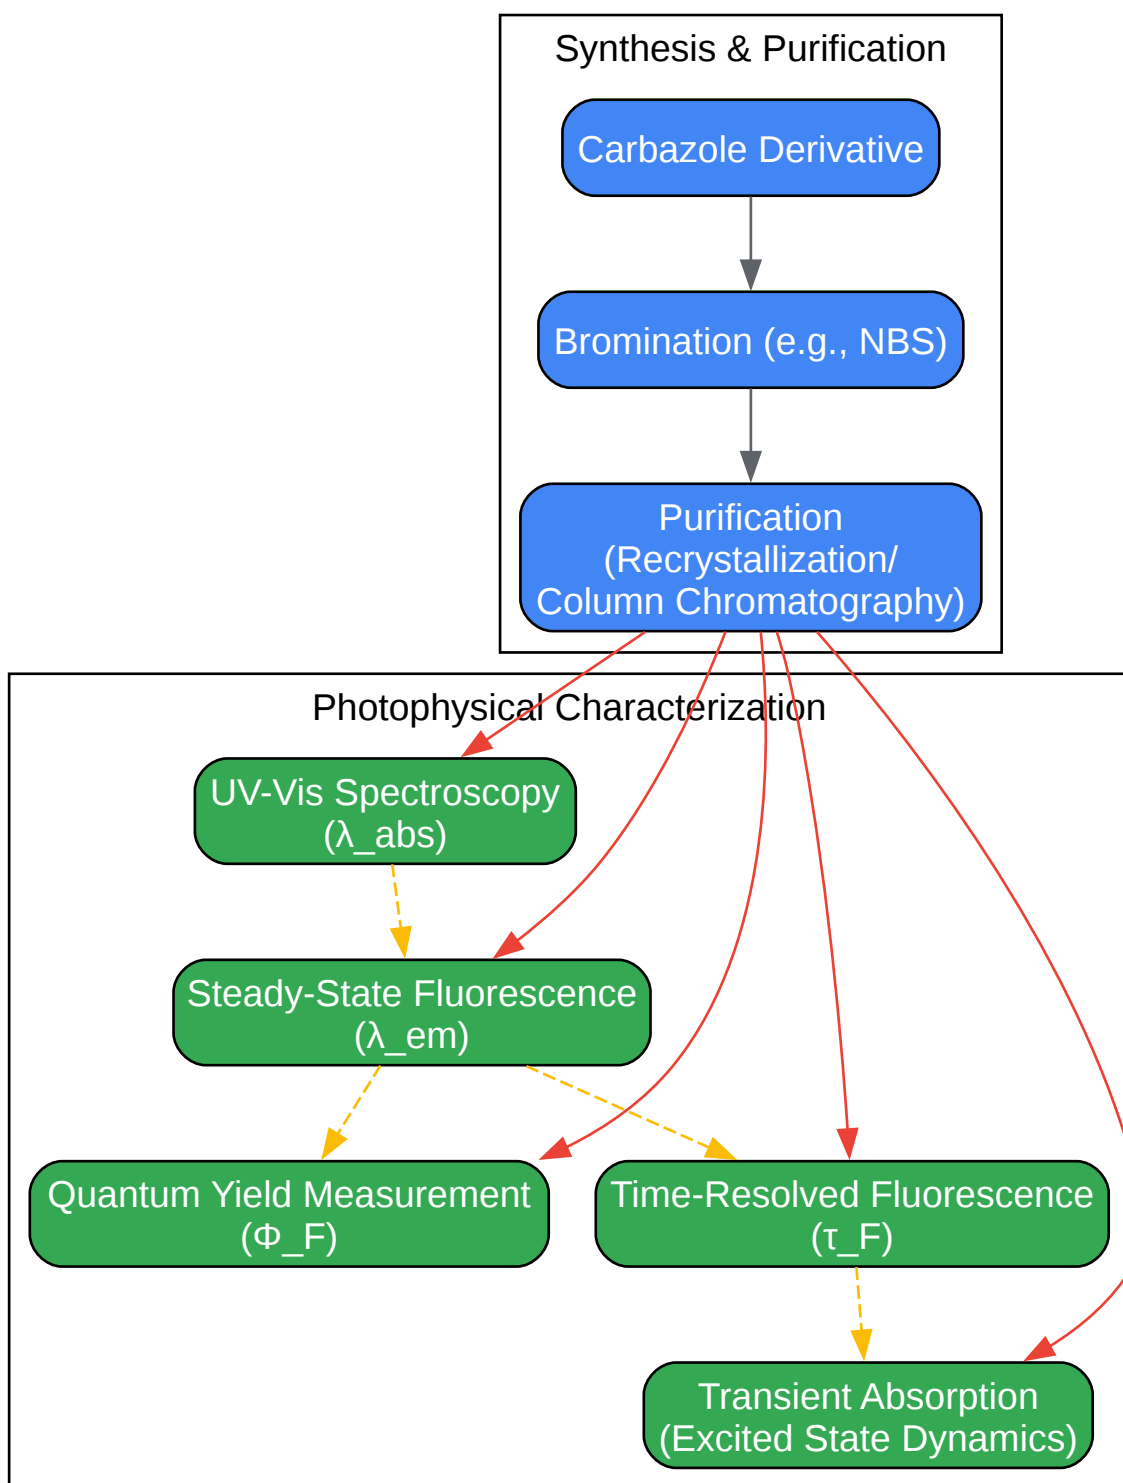 Synthesis & Purification
Carbazole Derivative
Bromination (e.g., NBS)
Purification
(Recrystallization/
Column Chromatography)
Photophysical Characterization
UV-Vis Spectroscopy
(λ_abs)
Steady-State Fluorescence
(λ_em)
Quantum Yield Measurement
(Φ_F)
Time-Resolved Fluorescence
(τ_F)
Transient Absorption
(Excited State Dynamics)